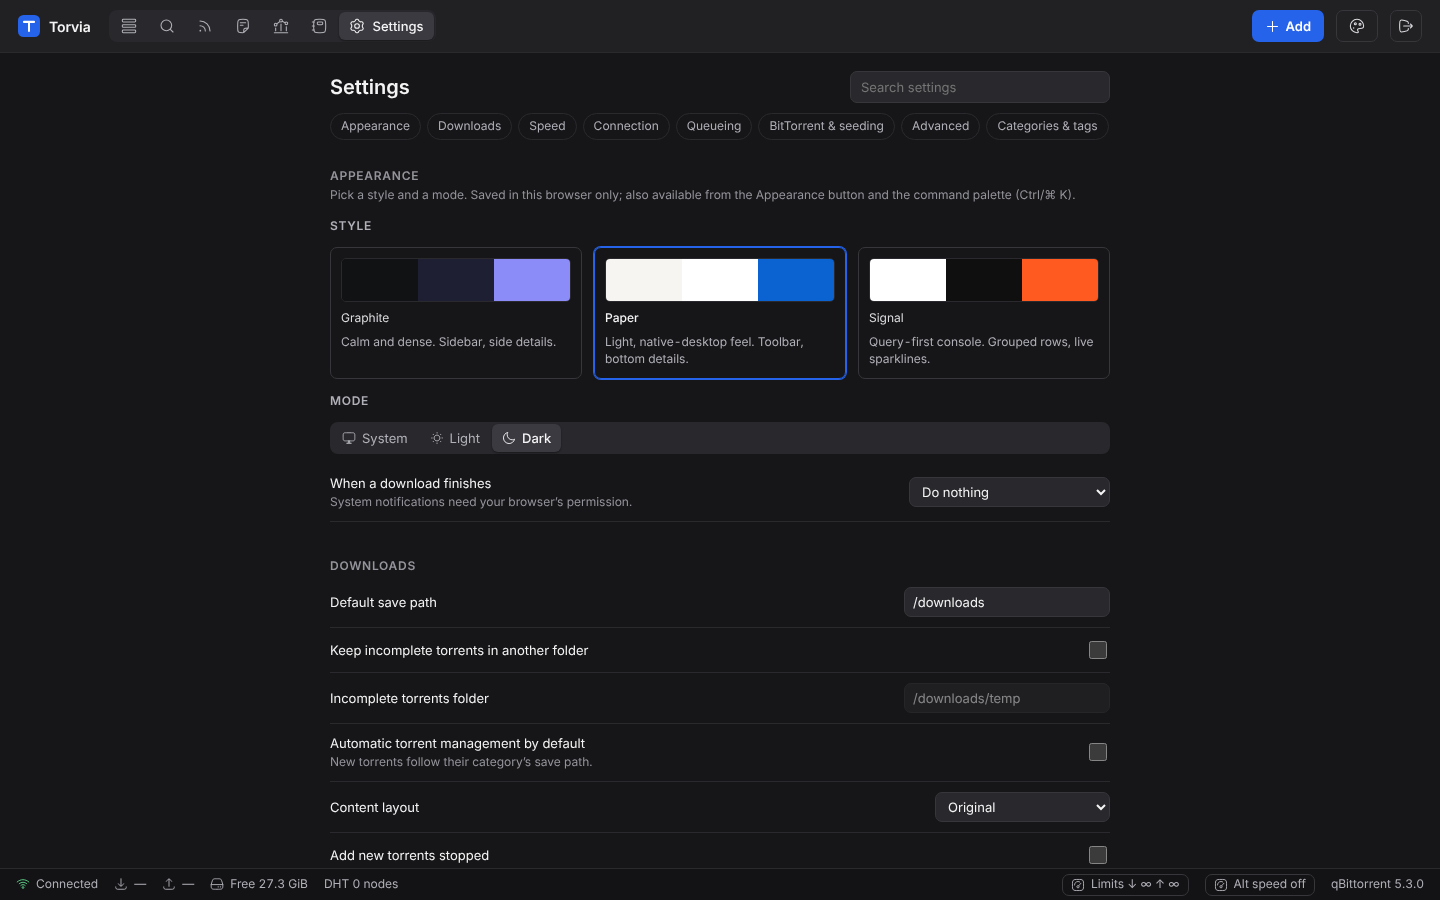 Torvia
Settings
Add
Settings
Search settings
Appearance
Downloads
Speed
Connection
Queueing
BitTorrent & seeding
Advanced
Categories & tags
APPEARANCE
Pick a style and a mode. Saved in this browser only; also available from the Appearance button and the command palette (Ctrl/⌘ K).
STYLE
Graphite
Calm and dense. Sidebar, side details.
Paper
Light, native-desktop feel. Toolbar,
bottom details.
Signal
Query-first console. Grouped rows, live
sparklines.
MODE
System
Light
Dark
When a download finishes
System notifications need your browser’s permission.
Do nothing
DOWNLOADS
Default save path
/downloads
Keep incomplete torrents in another folder
Incomplete torrents folder
/downloads/temp
Automatic torrent management by default
New torrents follow their category’s save path.
Content layout
Original
Add new torrents stopped
Connected
—
—
Free 27.3 GiB
DHT 0 nodes
Limits ↓ ∞ ↑ ∞
Alt speed off
qBittorrent 5.3.0